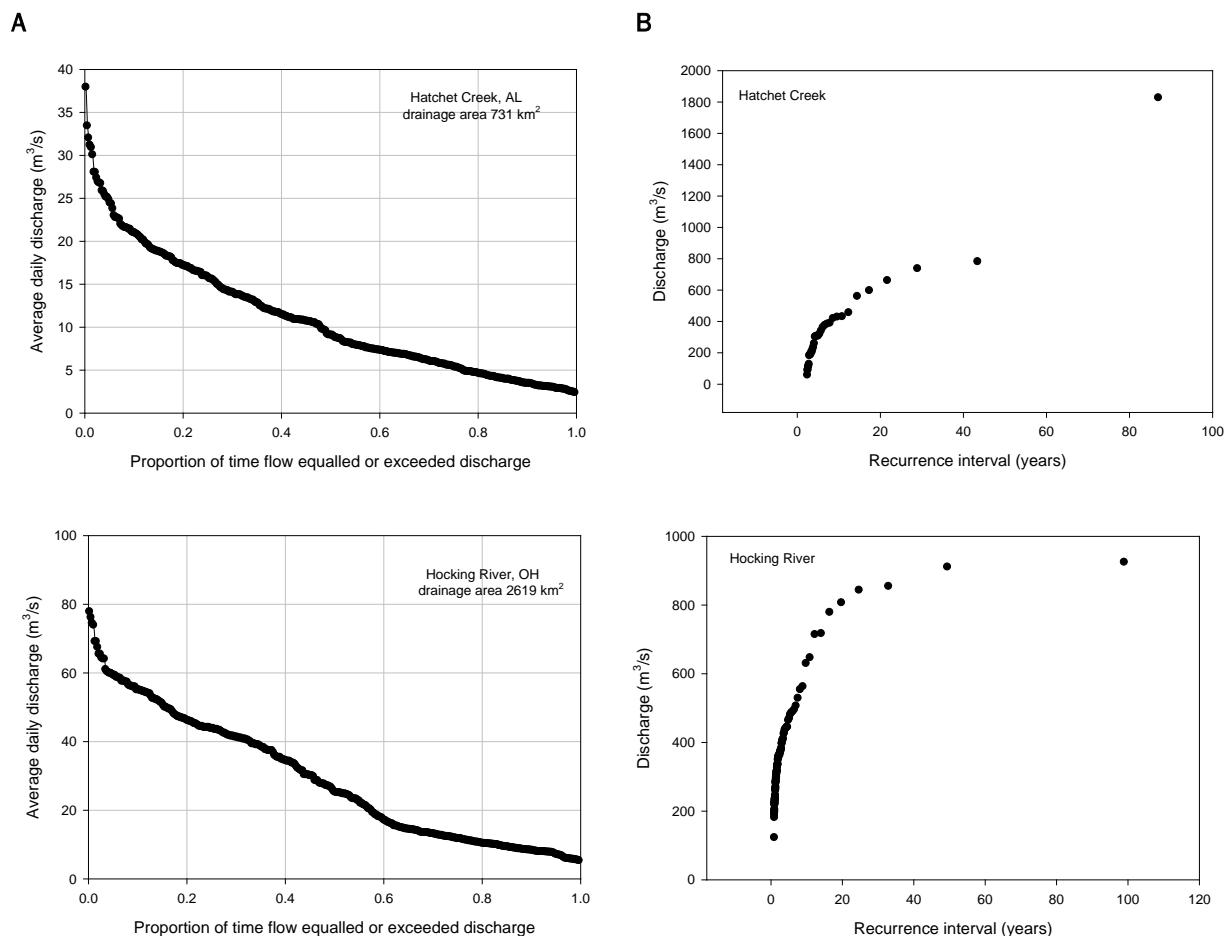 A
B
Average daily discharge (m³/s)
40
35
30
25
20
15
10
5
0
Hatchet Creek, AL
drainage area 731 km²
0.0 0.2 0.4 0.6 0.8 1.0
Proportion of time flow equalled or exceeded discharge
Discharge (m³/s)
2000
1800
1600
1400
1200
1000
800
600
400
200
0
Hatchet Creek
0 20 40 60 80 100
Recurrence interval (years)
Average daily discharge (m³/s)
100
80
60
40
20
0
Hocking River, OH
drainage area 2619 km²
0.0 0.2 0.4 0.6 0.8 1.0
Proportion of time flow equalled or exceeded discharge
Discharge (m³/s)
1000
800
600
400
200
0
Hocking River
0 20 40 60 80 100 120
Recurrence interval (years)